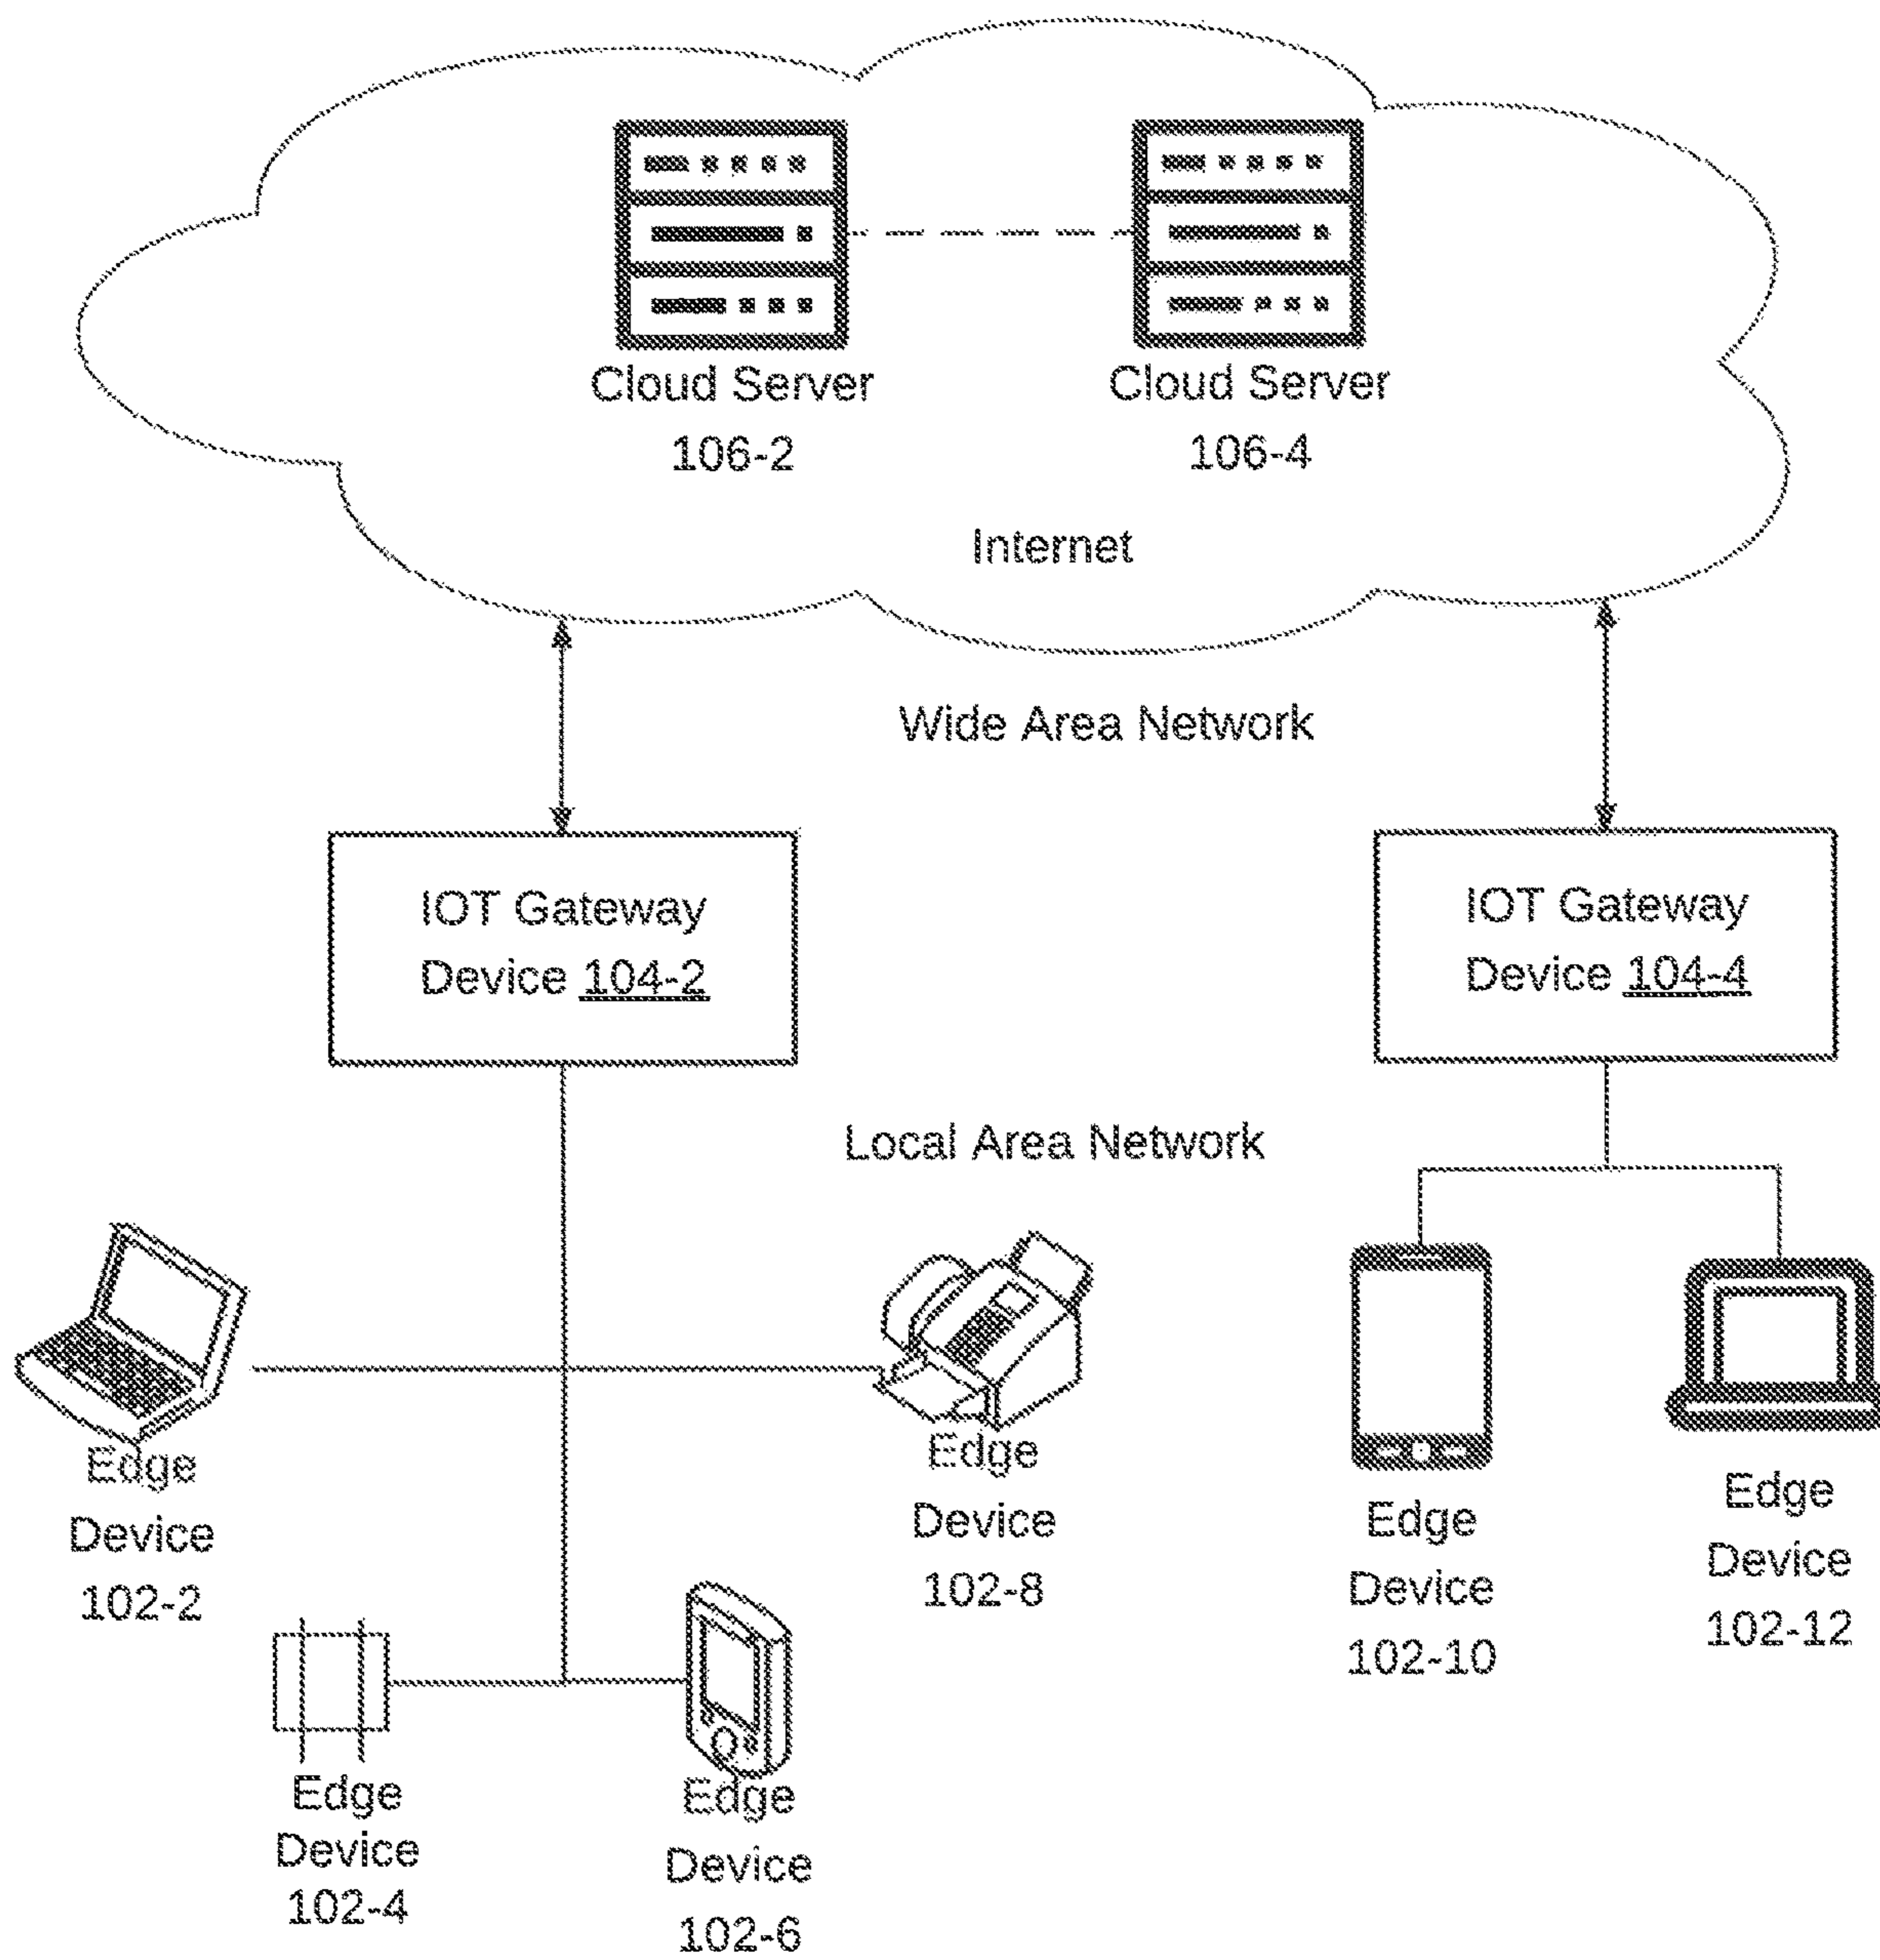 Cloud Server
106-2
Cloud Server
106-4
Internet
Wide Area Network
IOT Gateway
Device 104-2
IOT Gateway
Device 104-4
Local Area Network
Edge
Device
102-2
Edge
Device
102-8
Edge
Device
102-10
Edge
Device
102-12
Edge
Device
102-4
Edge
Device
102-6